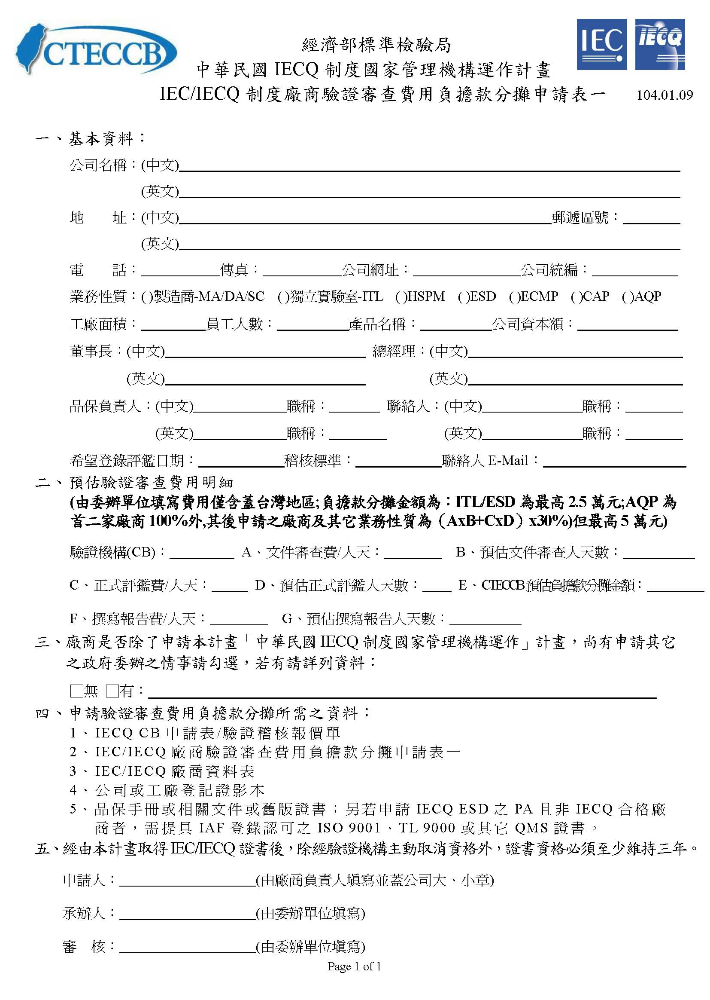 CTECCB
IEC
IECQ
經濟部標準檢驗局
中華民國 IECQ 制度國家管理機構運作計畫
IEC/IECQ 制度廠商驗證審查費用負擔款分攤申請表一 104.01.09
一、基本資料：
公司名稱：(中文)
(英文)
地 址：(中文) 郵遞區號：
(英文)
電 話： 傳真： 公司網址： 公司統編：
業務性質：( )製造商-MA/DA/SC ( )獨立實驗室-ITL ( )HSPM ( )ESD ( )ECMP ( )CAP ( )AQP
工廠面積： 員工人數： 產品名稱： 公司資本額：
董事長：(中文) 總經理：(中文)
(英文) (英文)
品保負責人：(中文) 職稱： 聯絡人：(中文) 職稱：
(英文) 職稱： (英文) 職稱：
希望登錄評鑑日期： 稽核標準： 聯絡人 E-Mail：
二、預估驗證審查費用明細
(由委辦單位填寫費用僅含蓋台灣地區;負擔款分攤金額為：ITL/ESD 為最高 2.5 萬元;AQP 為
首二家廠商 100%外,其後申請之廠商及其它業務性質為（AxB+CxD）x30%)但最高 5 萬元)
驗證機構(CB)： A、文件審查費/人天： B、預估文件審查人天數：
C、正式評鑑費/人天： D、預估正式評鑑人天數： E、CTECCB預估負擔款分攤金額：
F、撰寫報告費/人天： G、預估撰寫報告人天數：
三、廠商是否除了申請本計畫「中華民國 IECQ 制度國家管理機構運作」計畫，尚有申請其它
之政府委辦之情事請勾選，若有請詳列資料：
□無 □有：
四、申請驗證審查費用負擔款分攤所需之資料：
1、IECQ CB 申請表/驗證稽核報價單
2、IEC/IECQ 廠商驗證審查費用負擔款分攤申請表一
3、IEC/IECQ 廠商資料表
4、公司或工廠登記證影本
5、品保手冊或相關文件或舊版證書；另若申請 IECQ ESD 之 PA 且非 IECQ 合格廠
商者，需提具 IAF 登錄認可之 ISO 9001、TL 9000 或其它 QMS 證書。
五、經由本計畫取得 IEC/IECQ 證書後，除經驗證機構主動取消資格外，證書資格必須至少維持三年。
申請人： (由廠商負責人填寫並蓋公司大、小章)
承辦人： (由委辦單位填寫)
審 核： (由委辦單位填寫)
Page 1 of 1